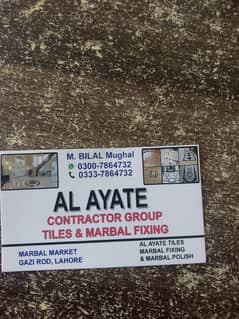 M. BILAL Mughal
0300-7864732
0333-7864732
AL AYATE
CONTRACTOR GROUP
TILES & MARBAL FIXING
MARBAL MARKET
GAZI ROD, LAHORE
AL AYATE TILES
MARBAL FIXING
& MARBAL POLISH